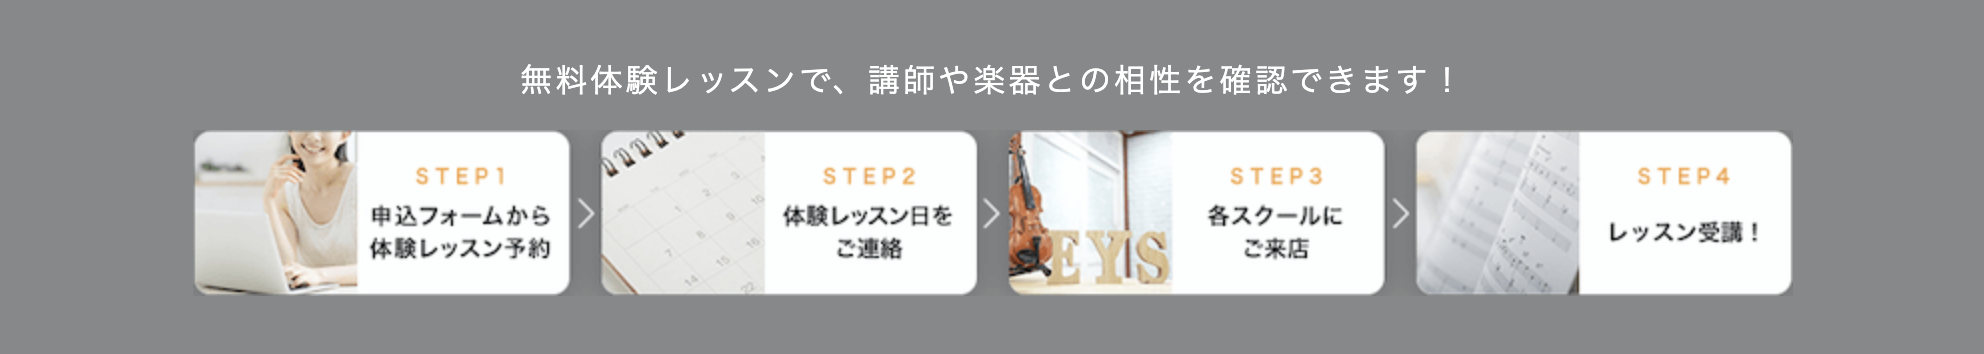 無料体験レッスンで、講師や楽器との相性を確認できます！
STEP1
申込フォームから
体験レッスン予約
STEP2
体験レッスン日を
ご連絡
EYS
STEP3
各スクールに
ご来店
STEP4
レッスン受講！